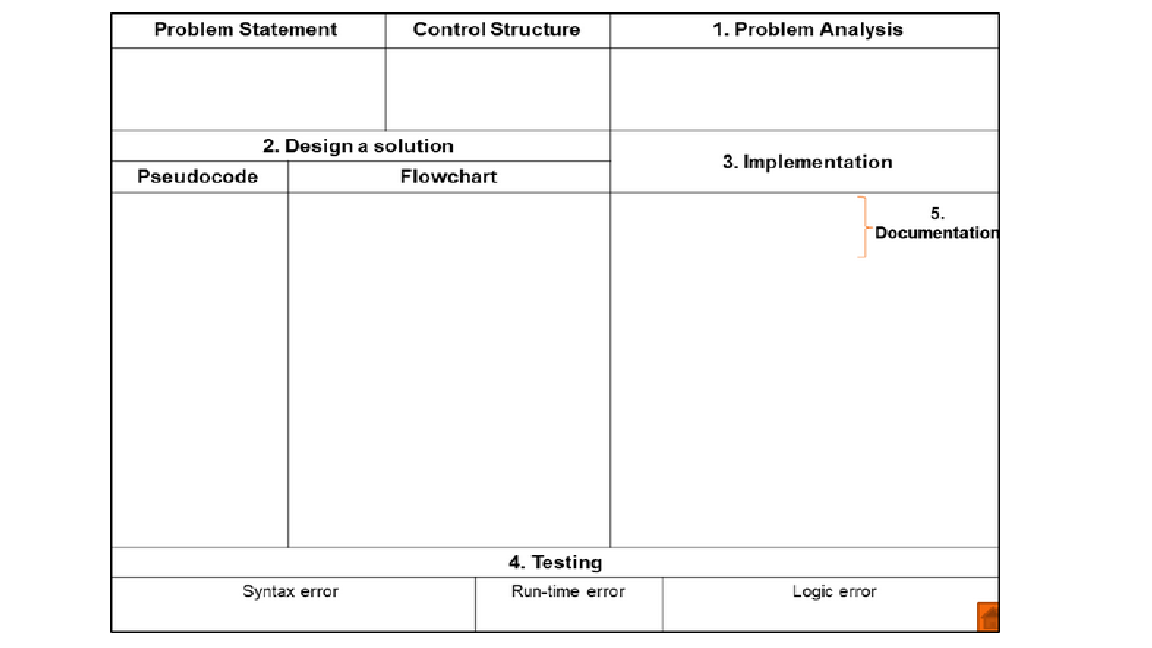 Problem Statement
Control Structure
1. Problem Analysis
2. Design a solution
3. Implementation
Pseudocode
Flowchart
5.
Documentation
4. Testing
Syntax error
Run-time error
Logic error